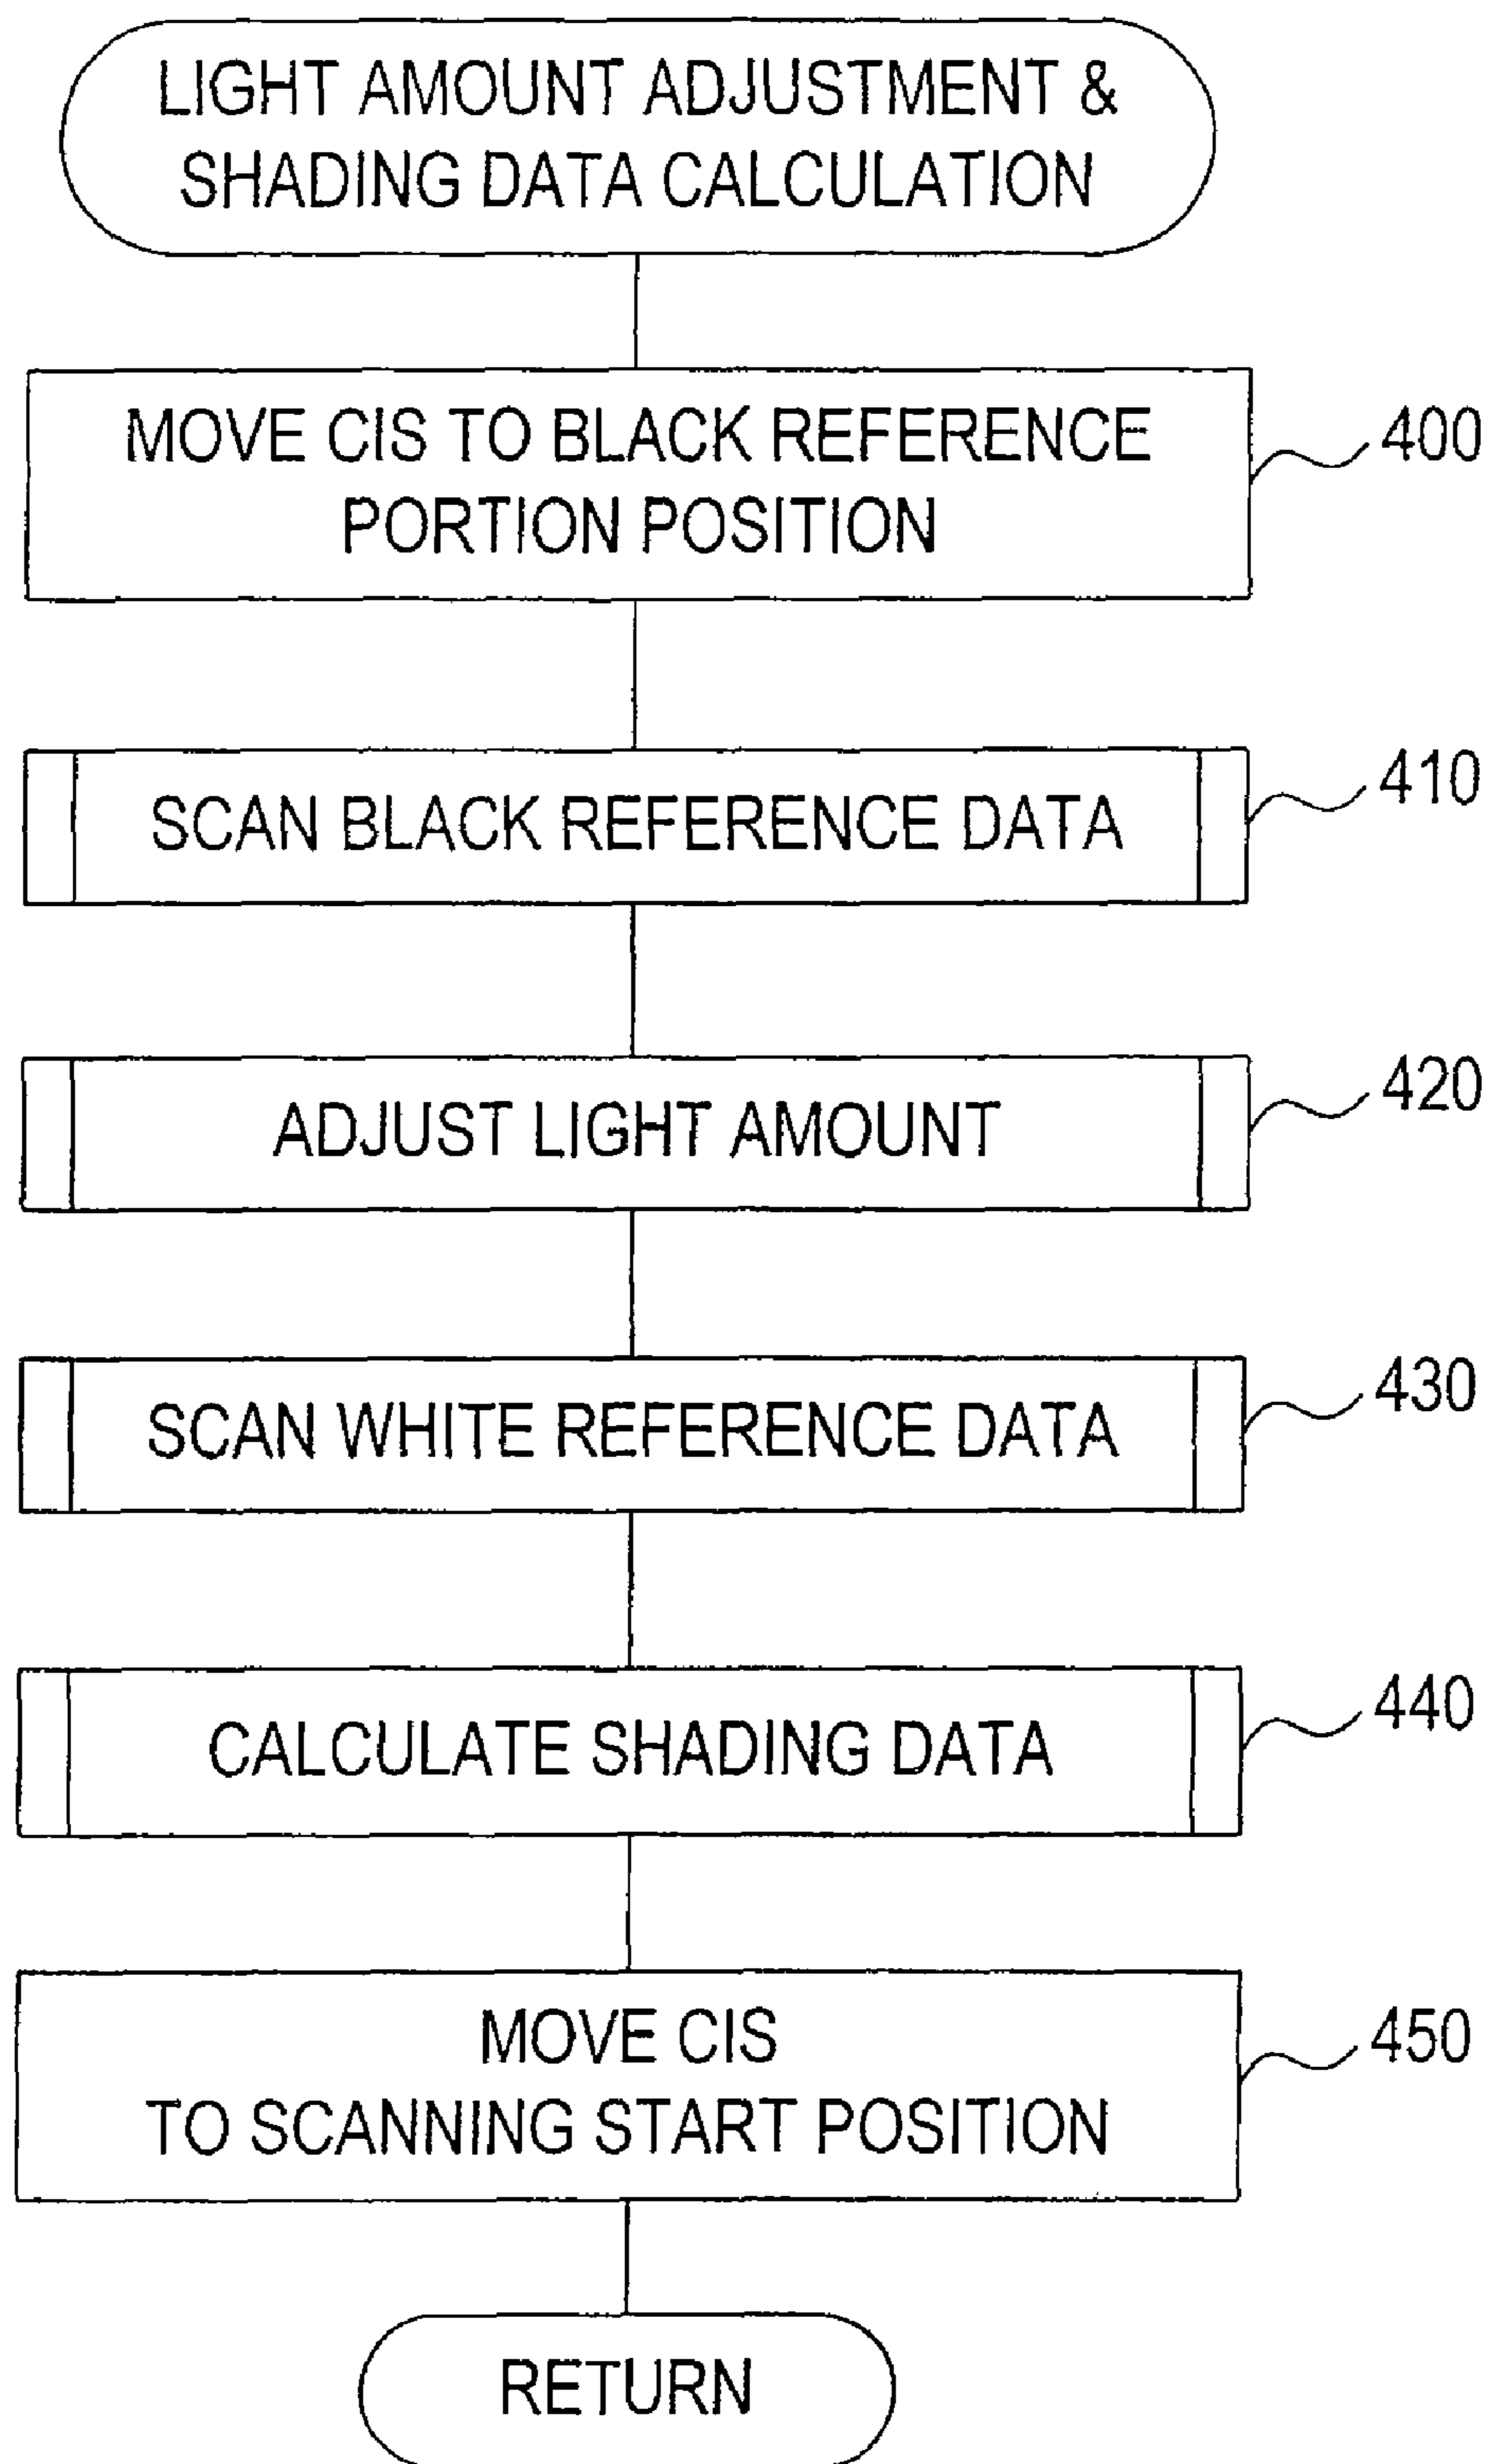 LIGHT AMOUNT ADJUSTMENT &
SHADING DATA CALCULATION
MOVE CIS TO BLACK REFERENCE
PORTION POSITION
400
SCAN BLACK REFERENCE DATA
410
ADJUST LIGHT AMOUNT
420
SCAN WHITE REFERENCE DATA
430
CALCULATE SHADING DATA
440
MOVE CIS
TO SCANNING START POSITION
450
RETURN